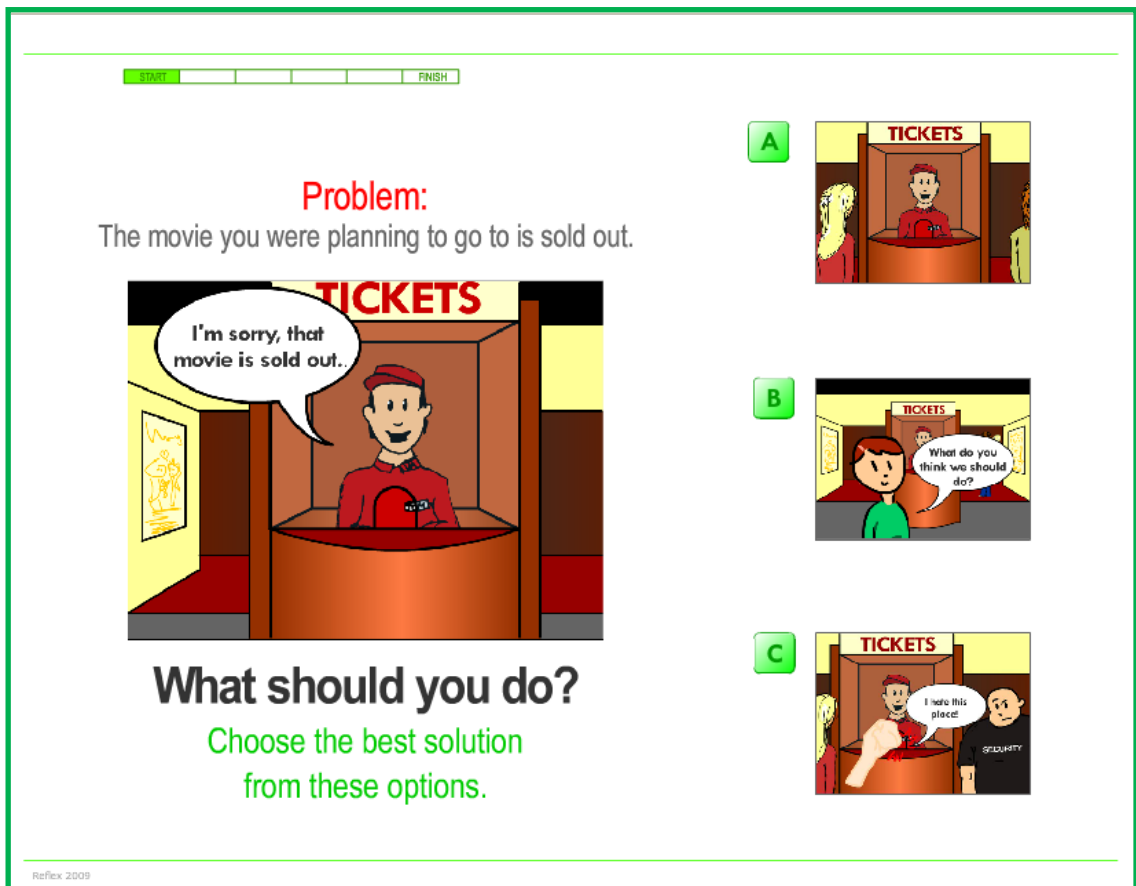 START
FINISH
Problem:
The movie you were planning to go to is sold out.
TICKETS
I'm sorry, that
movie is sold out..
What should you do?
Choose the best solution
from these options.
A
TICKETS
B
TICKETS
What do you
think we should
do?
C
TICKETS
I hate this
place!
SECURITY
Reflex 2009